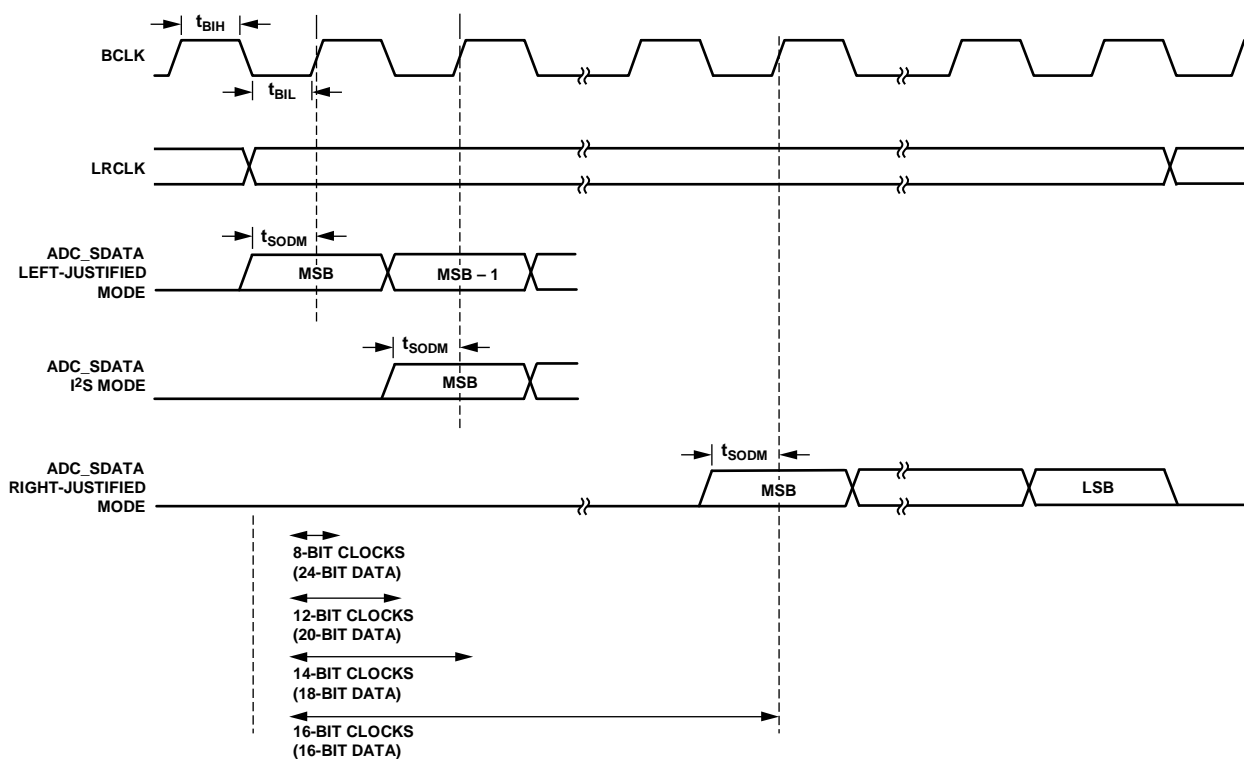 t_BIH
BCLK
t_BIL
LRCLK
t_SODM
ADC_SDATA
LEFT-JUSTIFIED
MODE
MSB
MSB – 1
t_SODM
ADC_SDATA
I²S MODE
MSB
t_SODM
ADC_SDATA
RIGHT-JUSTIFIED
MODE
MSB
LSB
8-BIT CLOCKS
(24-BIT DATA)
12-BIT CLOCKS
(20-BIT DATA)
14-BIT CLOCKS
(18-BIT DATA)
16-BIT CLOCKS
(16-BIT DATA)